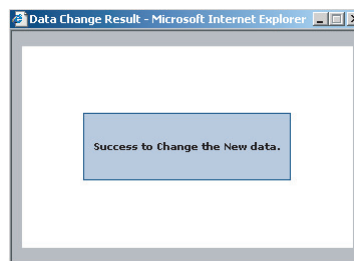 Data Change Result - Microsoft Internet Explorer
Success to Change the New data.